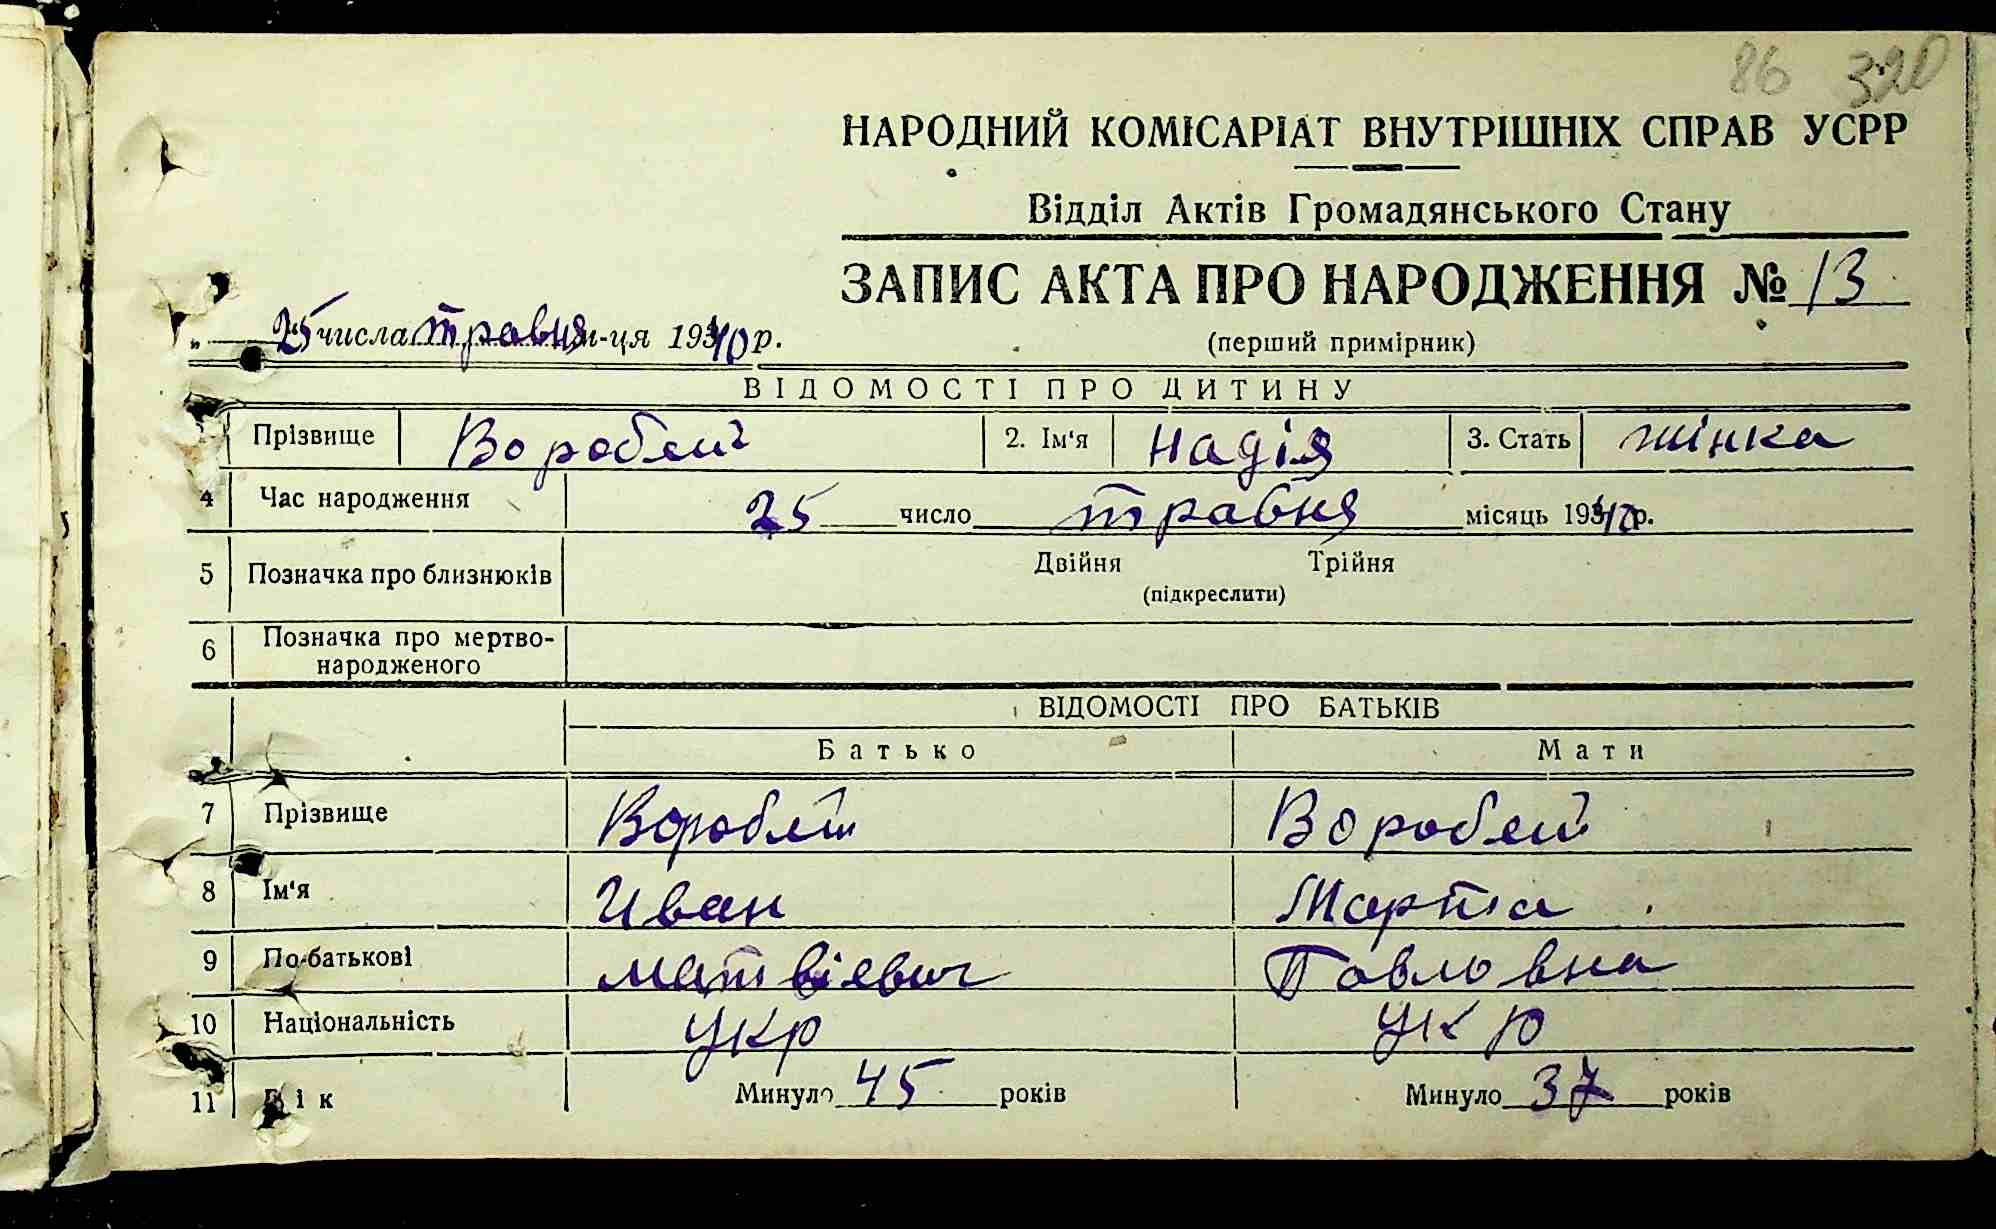 86 320
НАРОДНИЙ КОМІСАРІАТ ВНУТРІШНІХ СПРАВ УСРР
Відділ Актів Громадянського Стану
ЗАПИС АКТА ПРО НАРОДЖЕННЯ № 13
„ 25 числа травня м-ця 1940 р.
(перший примірник)
ВІДОМОСТІ ПРО ДИТИНУ
Прізвище Воробей 2. Ім'я Надія 3. Стать жінка
4 Час народження 25 число травня місяць 1940 р.
5 Позначка про близнюків Двійня Трійня
(підкреслити)
6 Позначка про мертво-
народженого
ВІДОМОСТІ ПРО БАТЬКІВ
Батько Мати
7 Прізвище Воробей Воробей
8 Ім'я Иван Марта
9 По-батькові Матвієвич Павловна
10 Національність укр укр
11 Вік Минуло 45 років Минуло 37 років